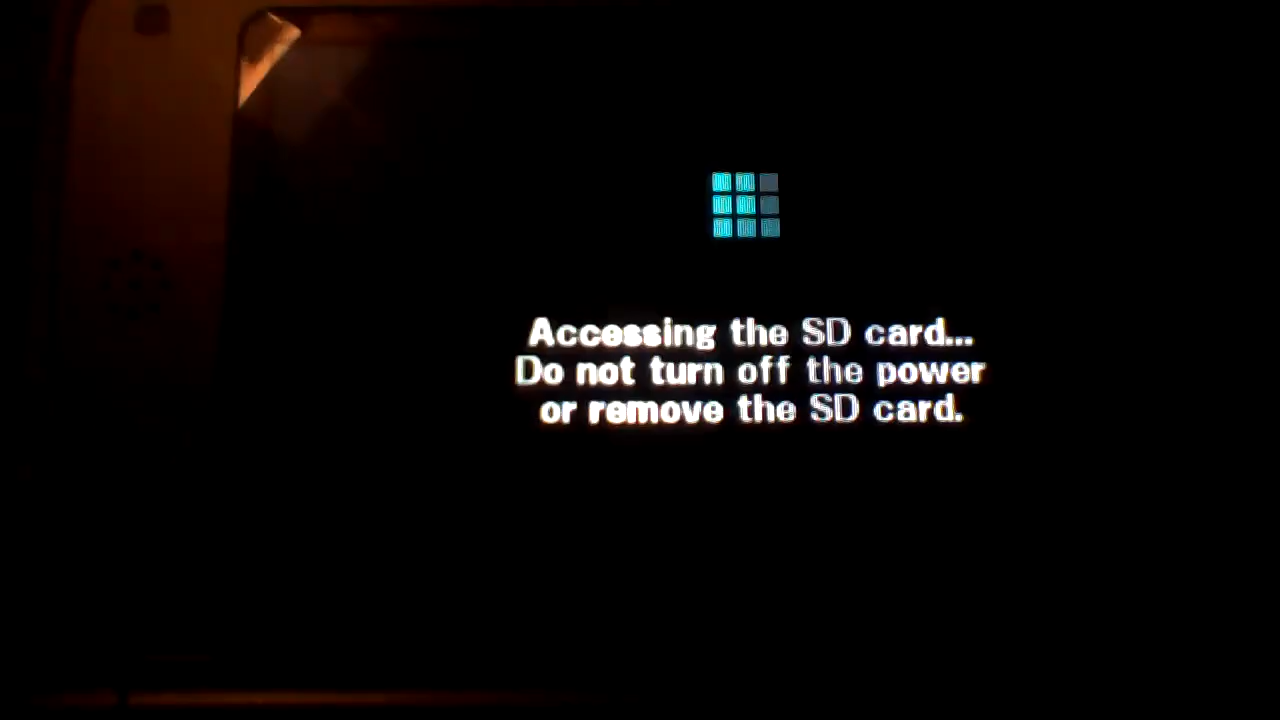 Accessing the SD card...
Do not turn off the power
or remove the SD card.